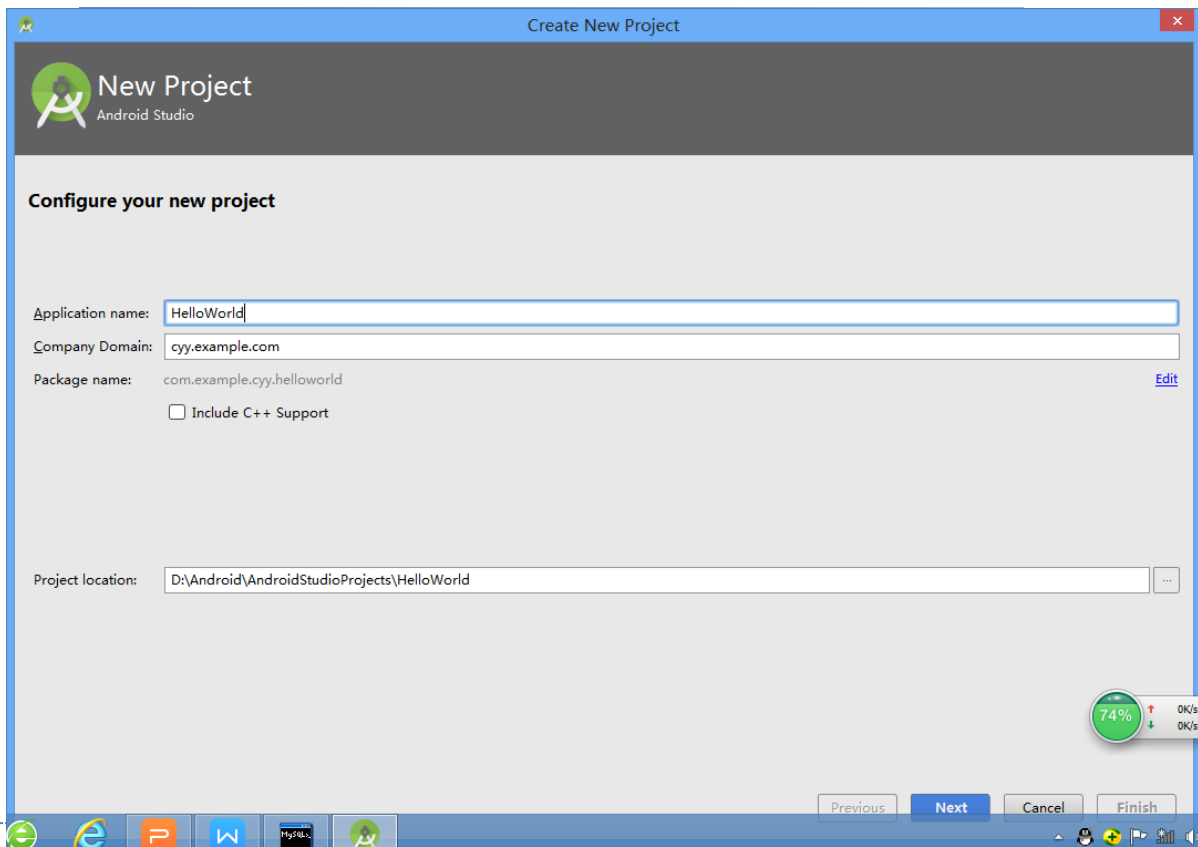 Create New Project
New Project
Android Studio
Configure your new project
Application name: HelloWorld
Company Domain: cyy.example.com
Package name: com.example.cyy.helloworld Edit
Include C++ Support
Project location: D:\Android\AndroidStudioProjects\HelloWorld ...
74% 0K/s
0K/s
Previous Next Cancel Finish
MySQL